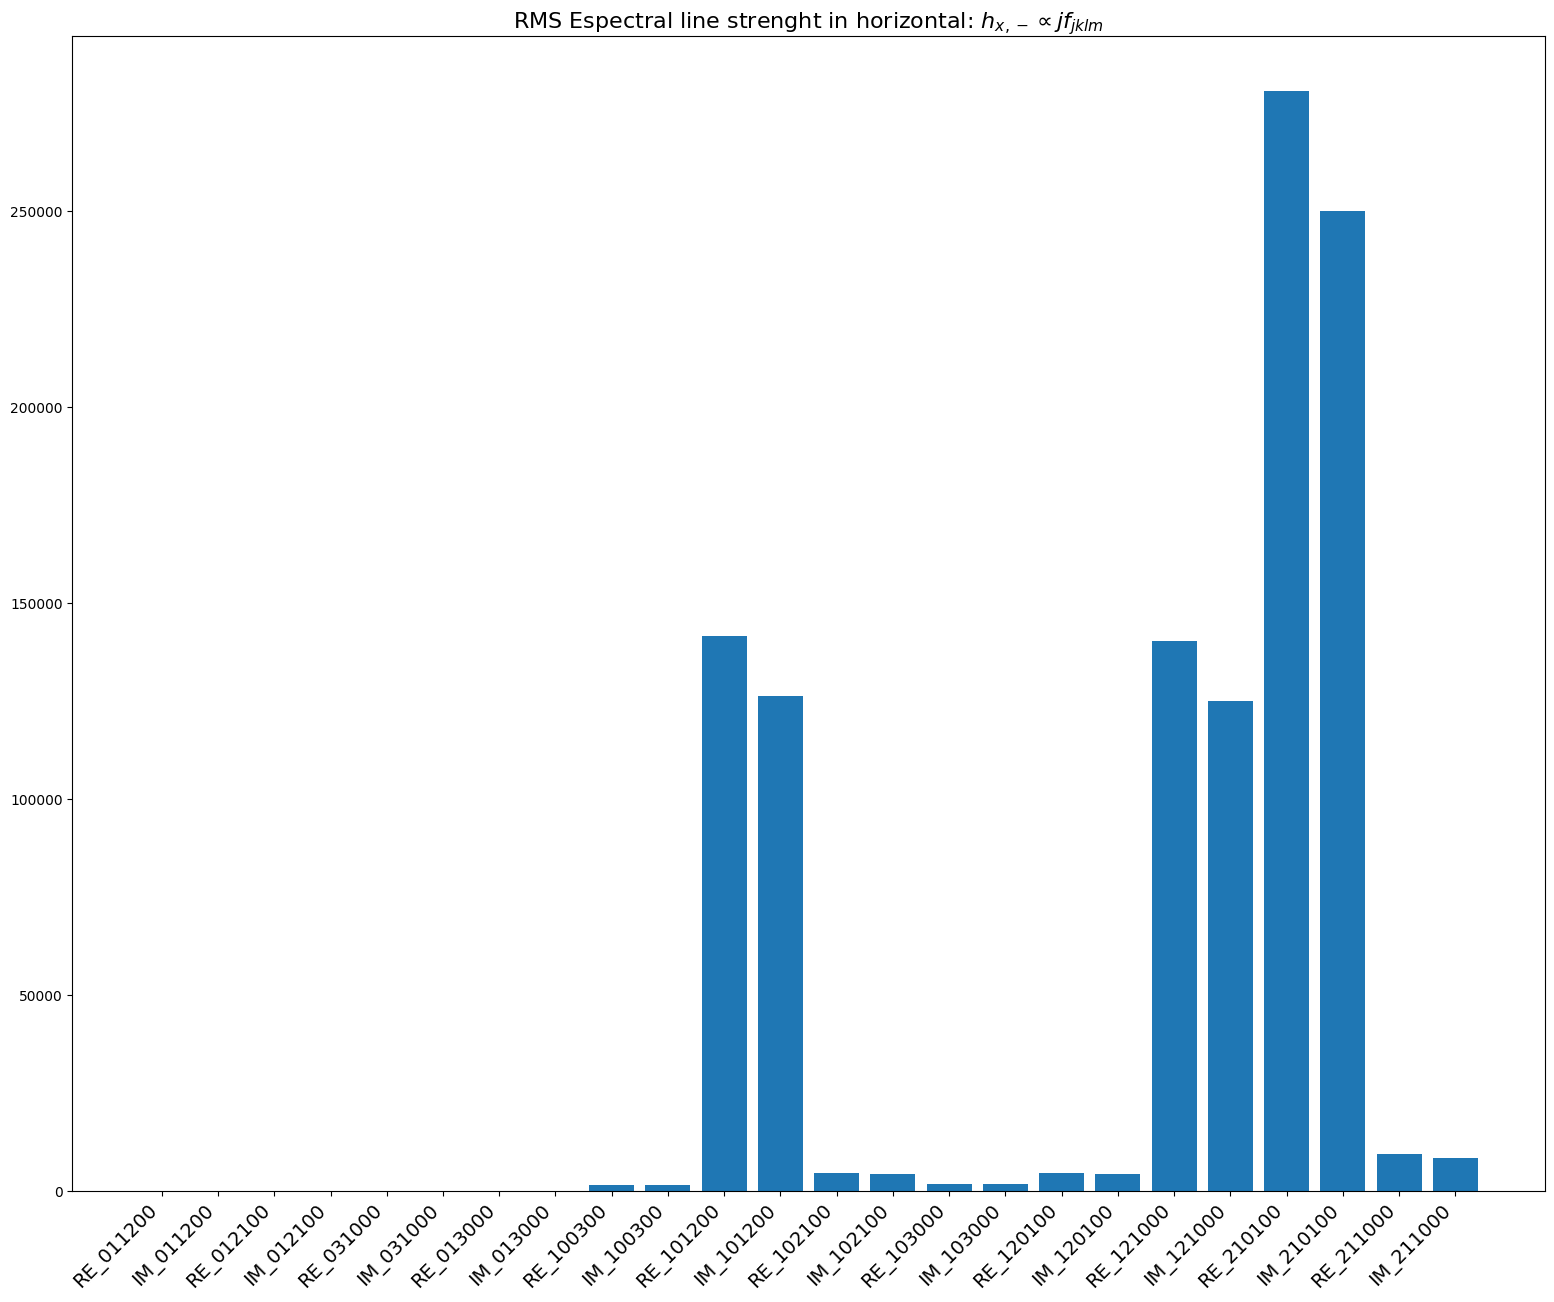 RMS Espectral line strenght in horizontal: $h_{x,-} \propto jf_{jklm}$
250000
200000
150000
100000
50000
0
RE_011200
IM_011200
RE_012100
IM_012100
RE_031000
IM_031000
RE_013000
IM_013000
RE_100300
IM_100300
RE_101200
IM_101200
RE_102100
IM_102100
RE_103000
IM_103000
RE_120100
IM_120100
RE_121000
IM_121000
RE_210100
IM_210100
RE_211000
IM_211000